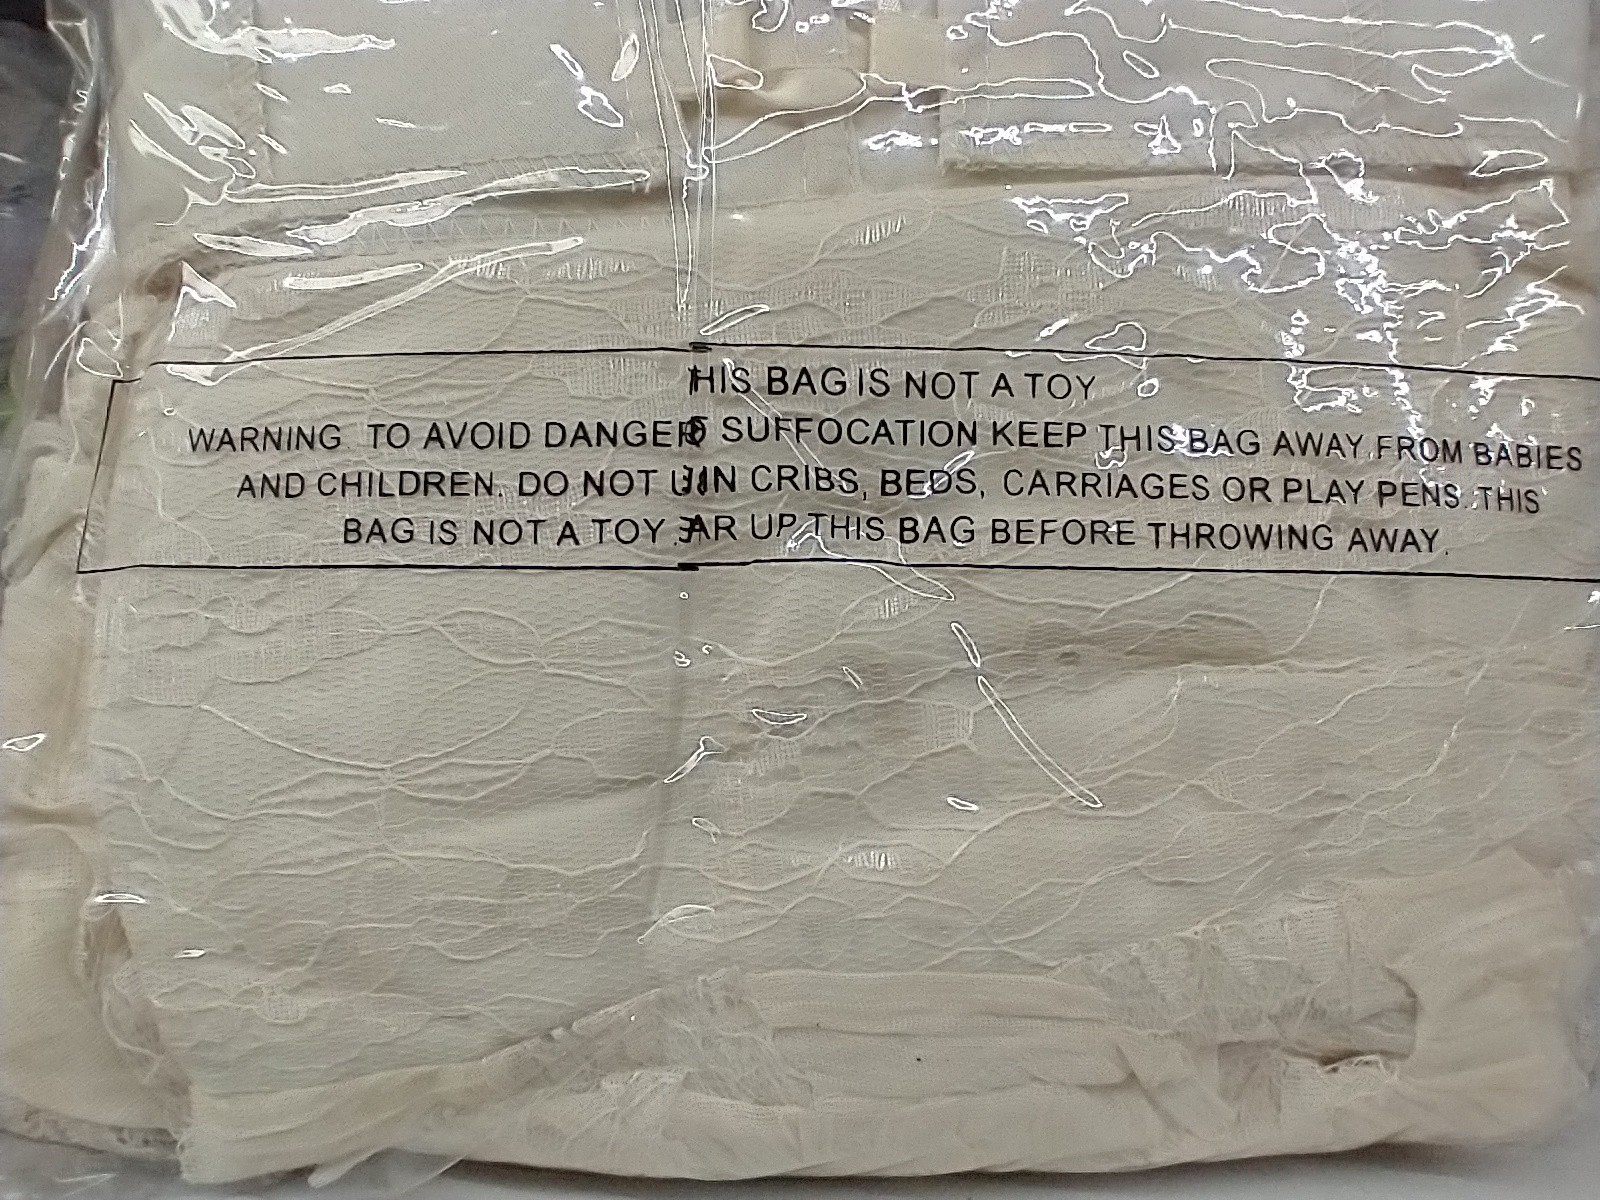 HIS BAG IS NOT A TOY
WARNING TO AVOID DANGER SUFFOCATION KEEP THIS BAG AWAY FROM BABIES
AND CHILDREN. DO NOT IN CRIBS, BEDS, CARRIAGES OR PLAY PENS. THIS
BAG IS NOT A TOY. AR UP THIS BAG BEFORE THROWING AWAY.